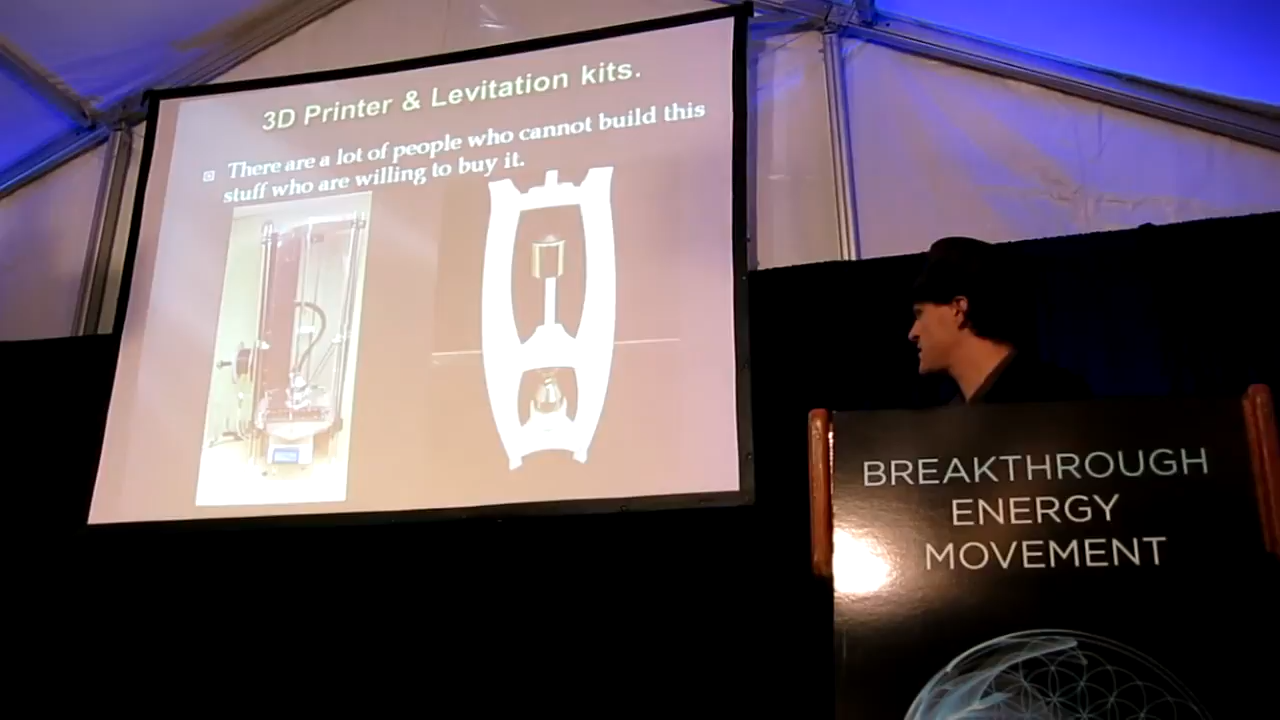 3D Printer & Levitation kits.
There are a lot of people who cannot build this
stuff who are willing to buy it.
BREAKTHROUGH
ENERGY
MOVEMENT